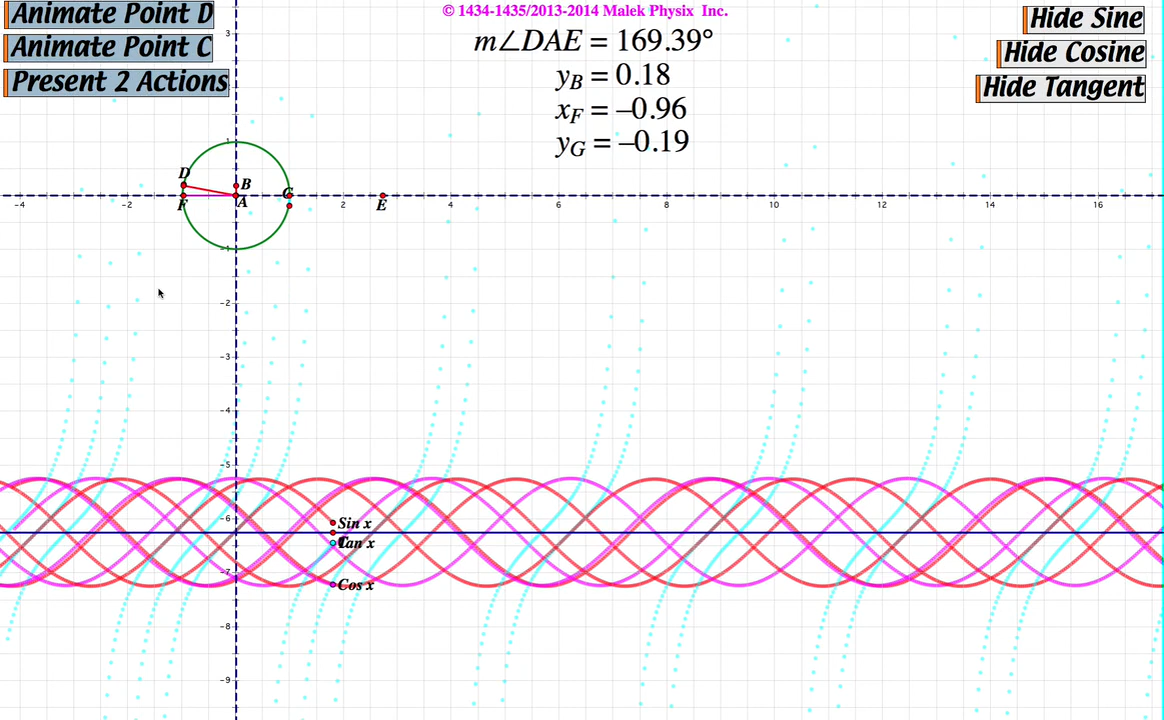 Animate Point D
Animate Point C
Present 2 Actions
© 1434-1435/2013-2014 Malek Physix Inc.
m∠DAE = 169.39°
y_B = 0.18
x_F = –0.96
y_G = –0.19
Hide Sine
Hide Cosine
Hide Tangent
3
1
D
B
C
F
A
E
-4
-2
2
4
6
8
10
12
14
16
-1
-2
-3
-4
-5
-6
-7
-8
-9
Sin x
Tan x
Cos x